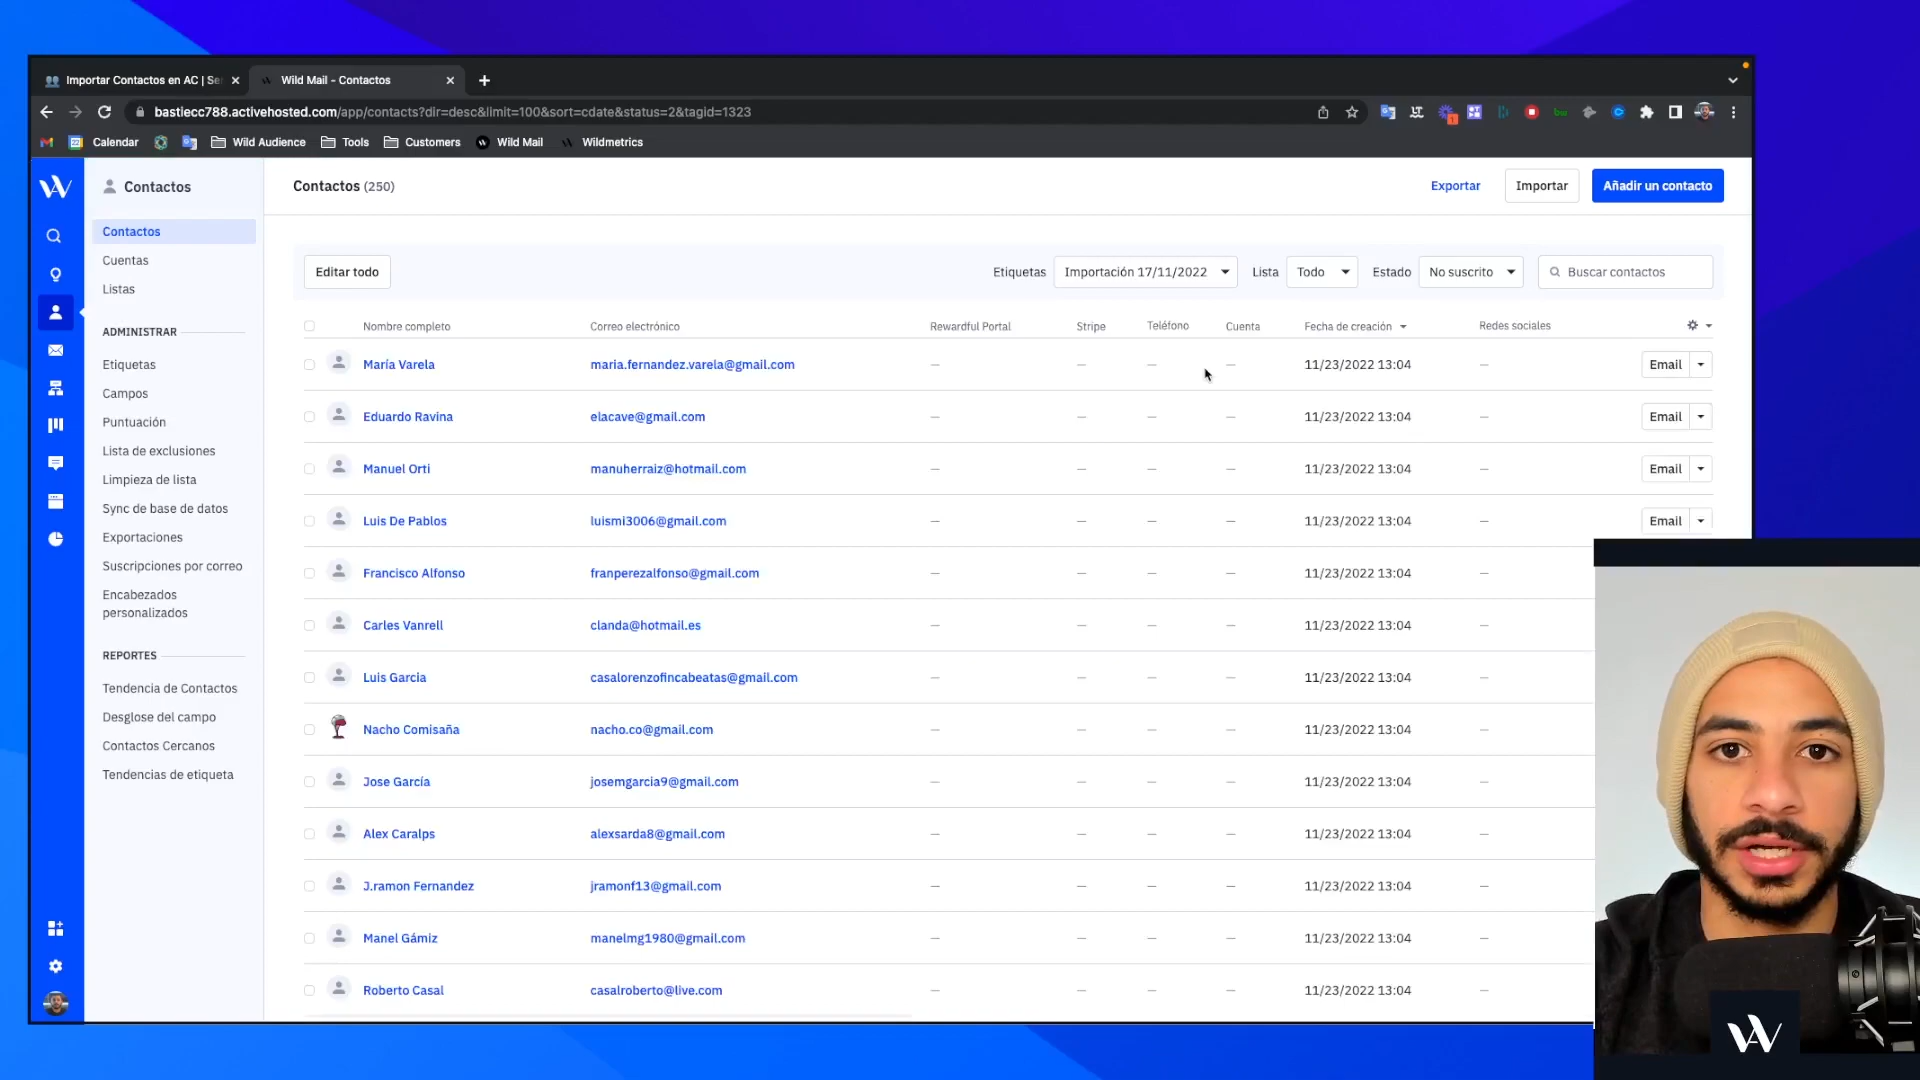 Importar Contactos en AC | Se
Wild Mail - Contactos
bastiecc788.activehosted.com/app/contacts?dir=desc&limit=100&sort=cdate&status=2&tagid=1323
Calendar
Wild Audience
Tools
Customers
Wild Mail
Wildmetrics
Contactos
Contactos
Cuentas
Listas
ADMINISTRAR
Etiquetas
Campos
Puntuación
Lista de exclusiones
Limpieza de lista
Sync de base de datos
Exportaciones
Suscripciones por correo
Encabezados
personalizados
REPORTES
Tendencia de Contactos
Desglose del campo
Contactos Cercanos
Tendencias de etiqueta
Contactos (250)
Exportar
Importar
Añadir un contacto
Editar todo
Etiquetas Importación 17/11/2022
Lista Todo
Estado No suscrito
Buscar contactos
Nombre completo Correo electrónico Rewardful Portal Stripe Teléfono Cuenta Fecha de creación Redes sociales
María Varela maria.fernandez.varela@gmail.com — — — — 11/23/2022 13:04 — Email
Eduardo Ravina elacave@gmail.com — — — — 11/23/2022 13:04 — Email
Manuel Orti manuherraiz@hotmail.com — — — — 11/23/2022 13:04 — Email
Luis De Pablos luismi3006@gmail.com — — — — 11/23/2022 13:04 — Email
Francisco Alfonso franperezalfonso@gmail.com — — — — 11/23/2022 13:04 —
Carles Vanrell clanda@hotmail.es — — — — 11/23/2022 13:04 —
Luis Garcia casalorenzofincabeatas@gmail.com — — — — 11/23/2022 13:04 —
Nacho Comisaña nacho.co@gmail.com — — — — 11/23/2022 13:04 —
Jose García josemgarcia9@gmail.com — — — — 11/23/2022 13:04 —
Alex Caralps alexsarda8@gmail.com — — — — 11/23/2022 13:04 —
J.ramon Fernandez jramonf13@gmail.com — — — — 11/23/2022 13:04 —
Manel Gámiz manelmg1980@gmail.com — — — — 11/23/2022 13:04 —
Roberto Casal casalroberto@live.com — — — — 11/23/2022 13:04 —